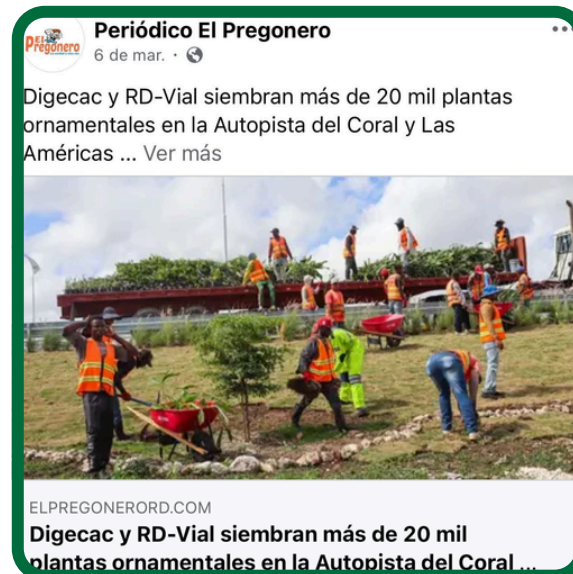 El
Pregonero
Periódico El Pregonero
6 de mar. ·
Digecac y RD-Vial siembran más de 20 mil plantas
ornamentales en la Autopista del Coral y Las
Américas ... Ver más
ELPREGONERORD.COM
Digecac y RD-Vial siembran más de 20 mil
plantas ornamentales en la Autopista del Coral ...